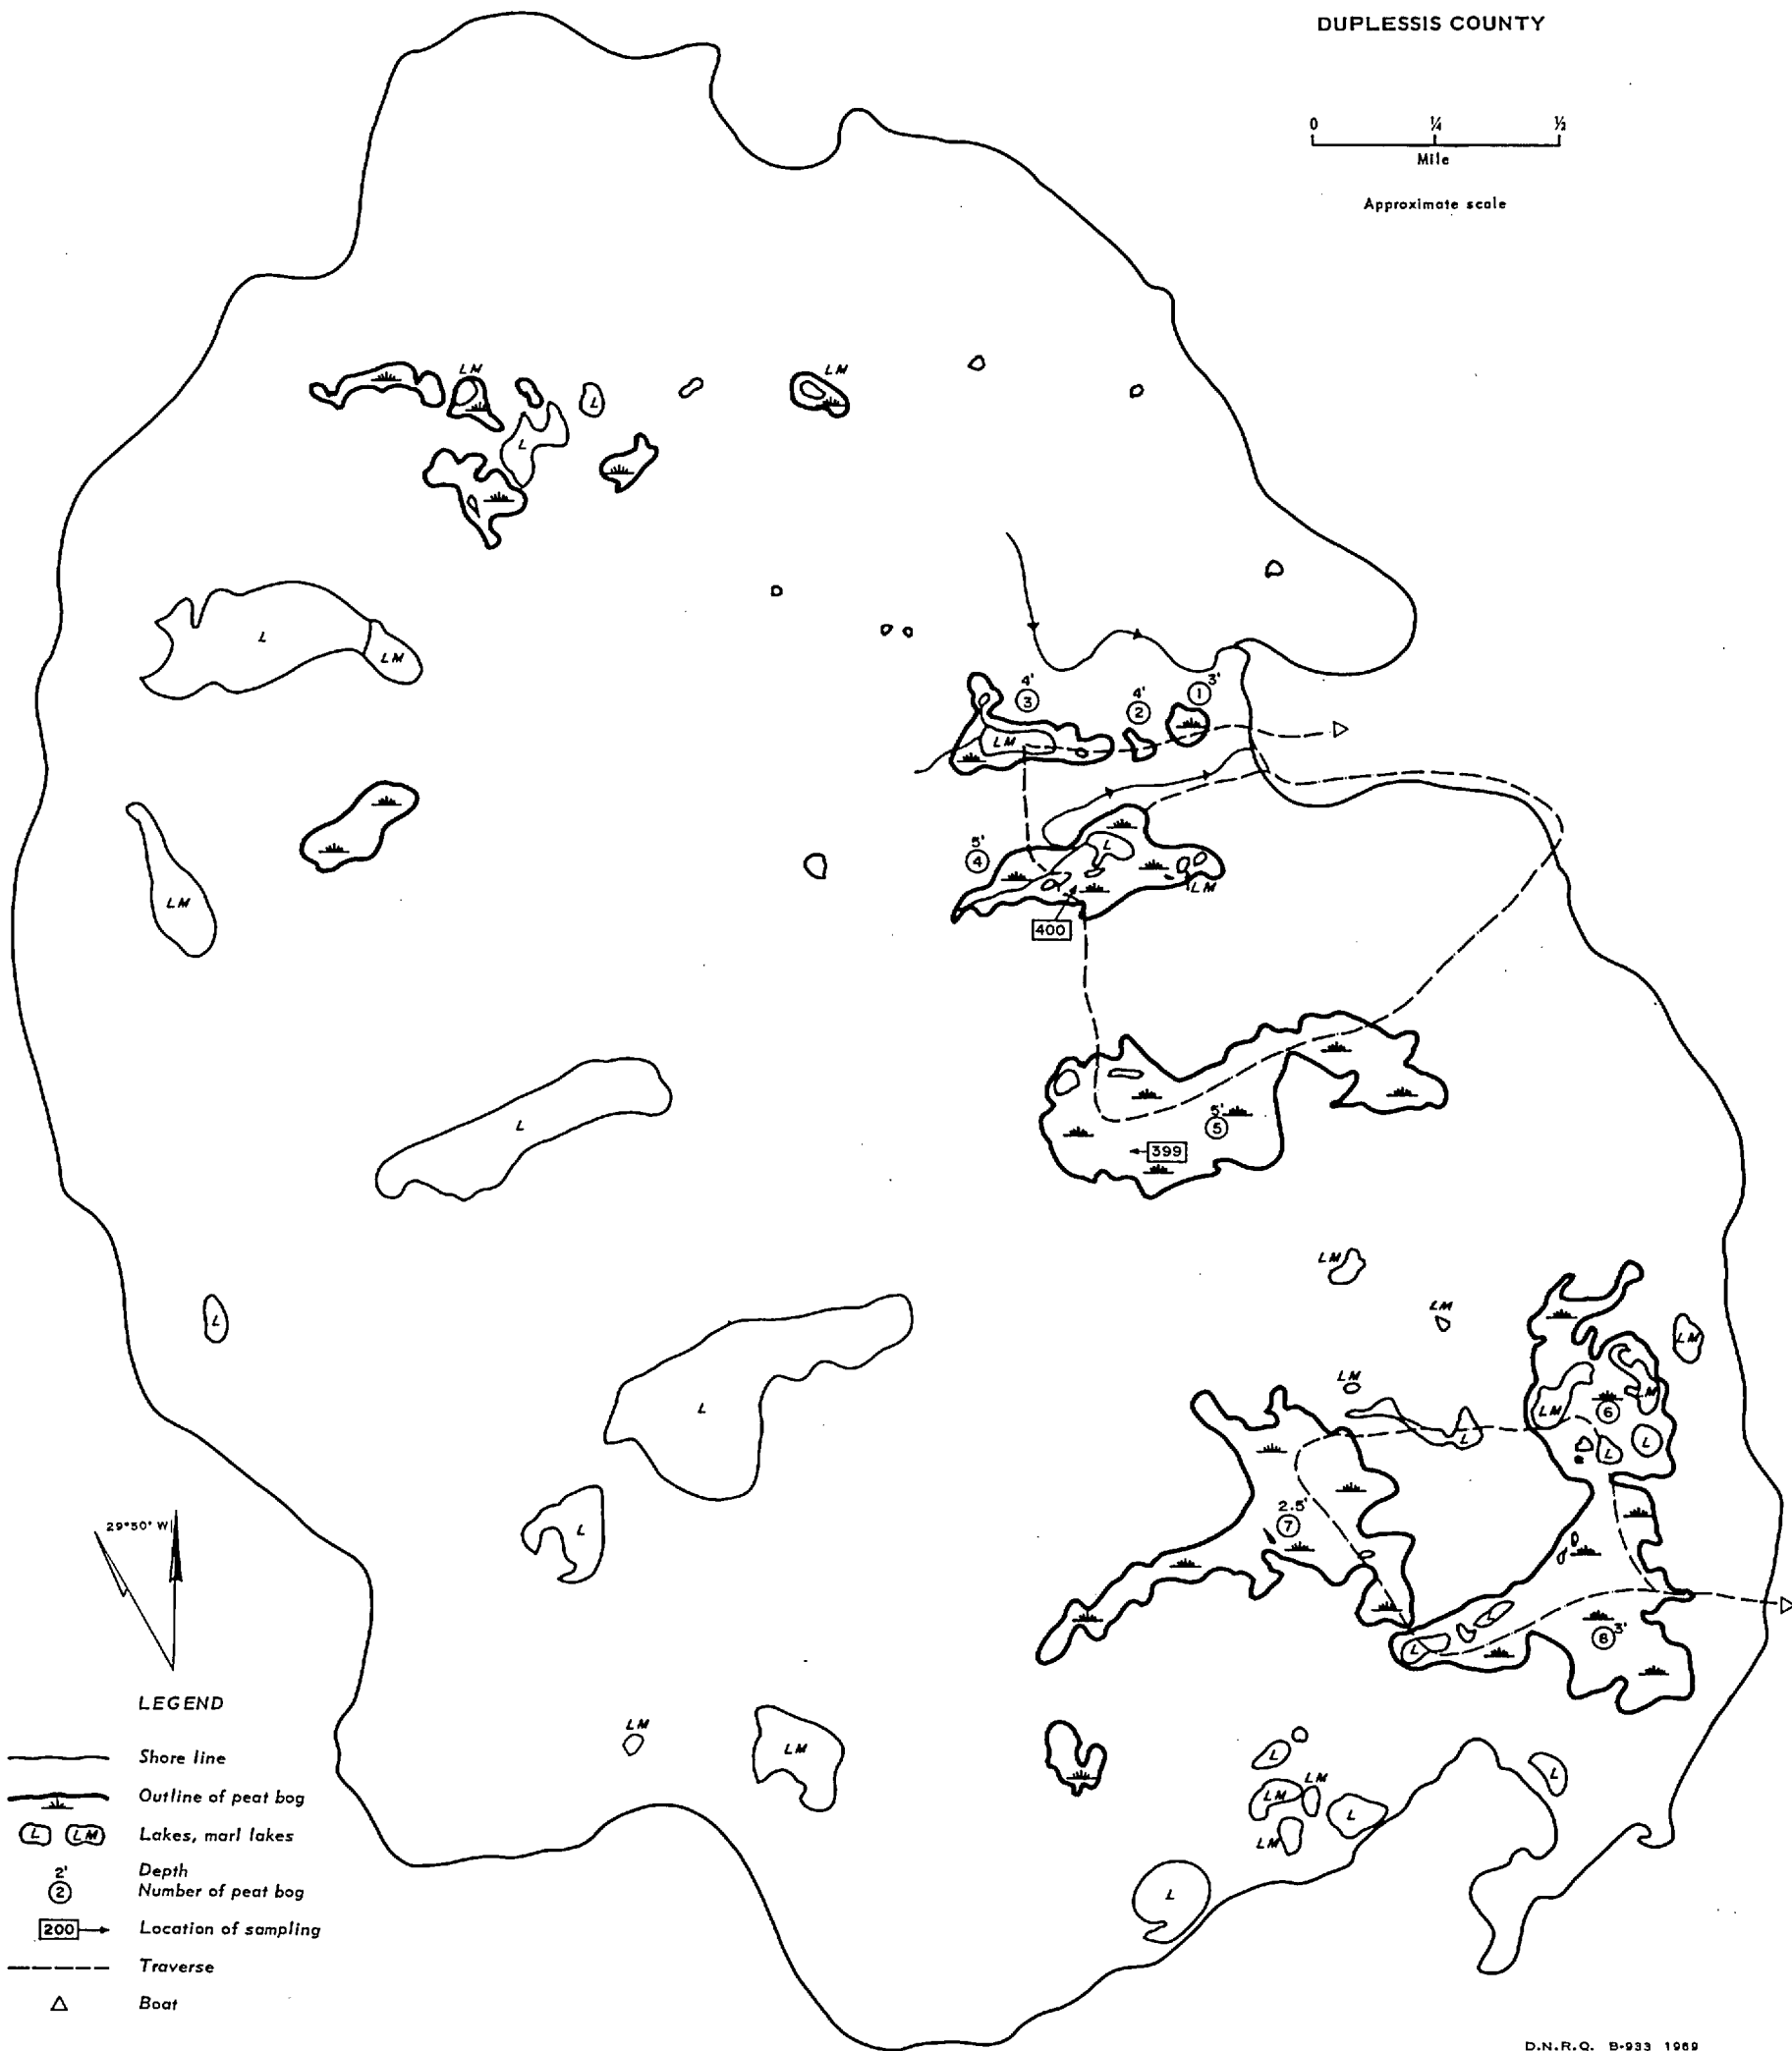 DUPLESSIS COUNTY
0 ¼ ½
Mile
Approximate scale
LM
LM
L
L
L
LM
4'
3
4'
2
1 3'
LM
5'
4
L
LM
LM
400
L
5'
5
399
LM
LM
L
LM
LM
L
LM
M
6
L
L
L
L
2.5'
7
29°50' W
8 3'
L
LM
LM
L
L
LM
LM
L
LM
L
LEGEND
Shore line
Outline of peat bog
L LM Lakes, marl lakes
2' Depth
2 Number of peat bog
200 Location of sampling
Traverse
Boat
D.N.R.Q. B-933 1969